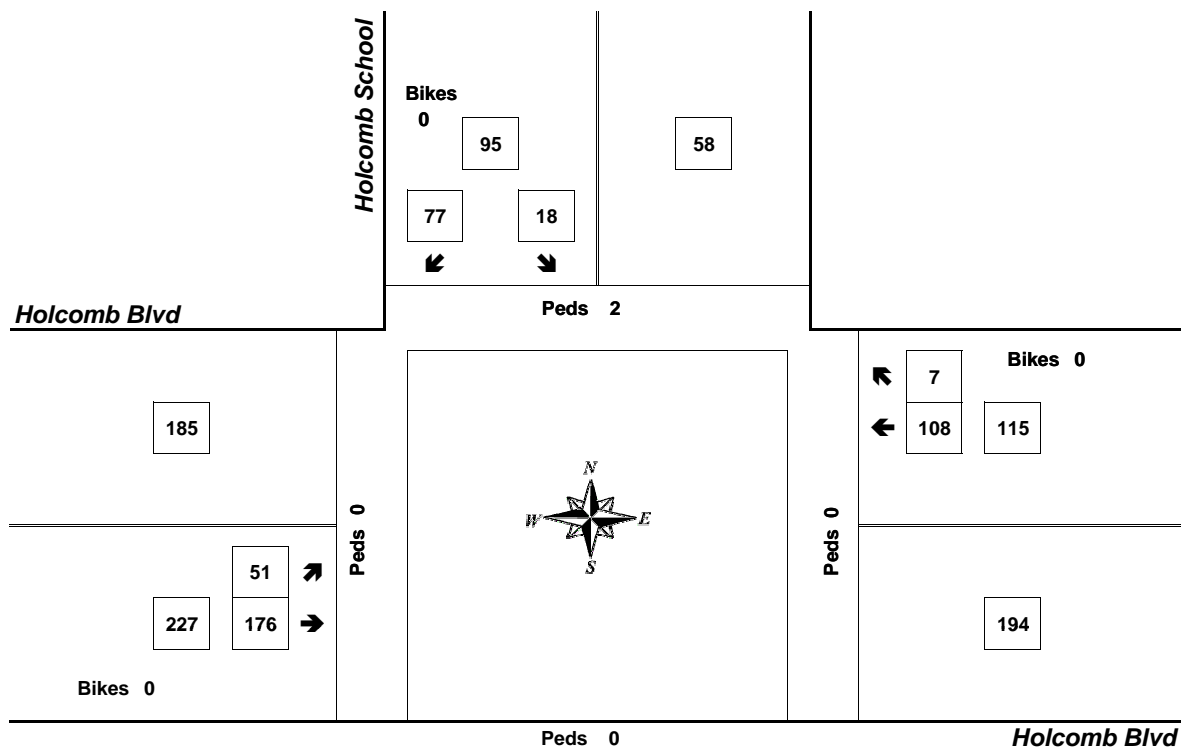 Holcomb School
Bikes
0
95
58
77
18
Peds 2
Holcomb Blvd
Bikes 0
7
185
108
115
N
W
E
S
Peds 0
Peds 0
51
227
176
194
Bikes 0
Peds 0
Holcomb Blvd